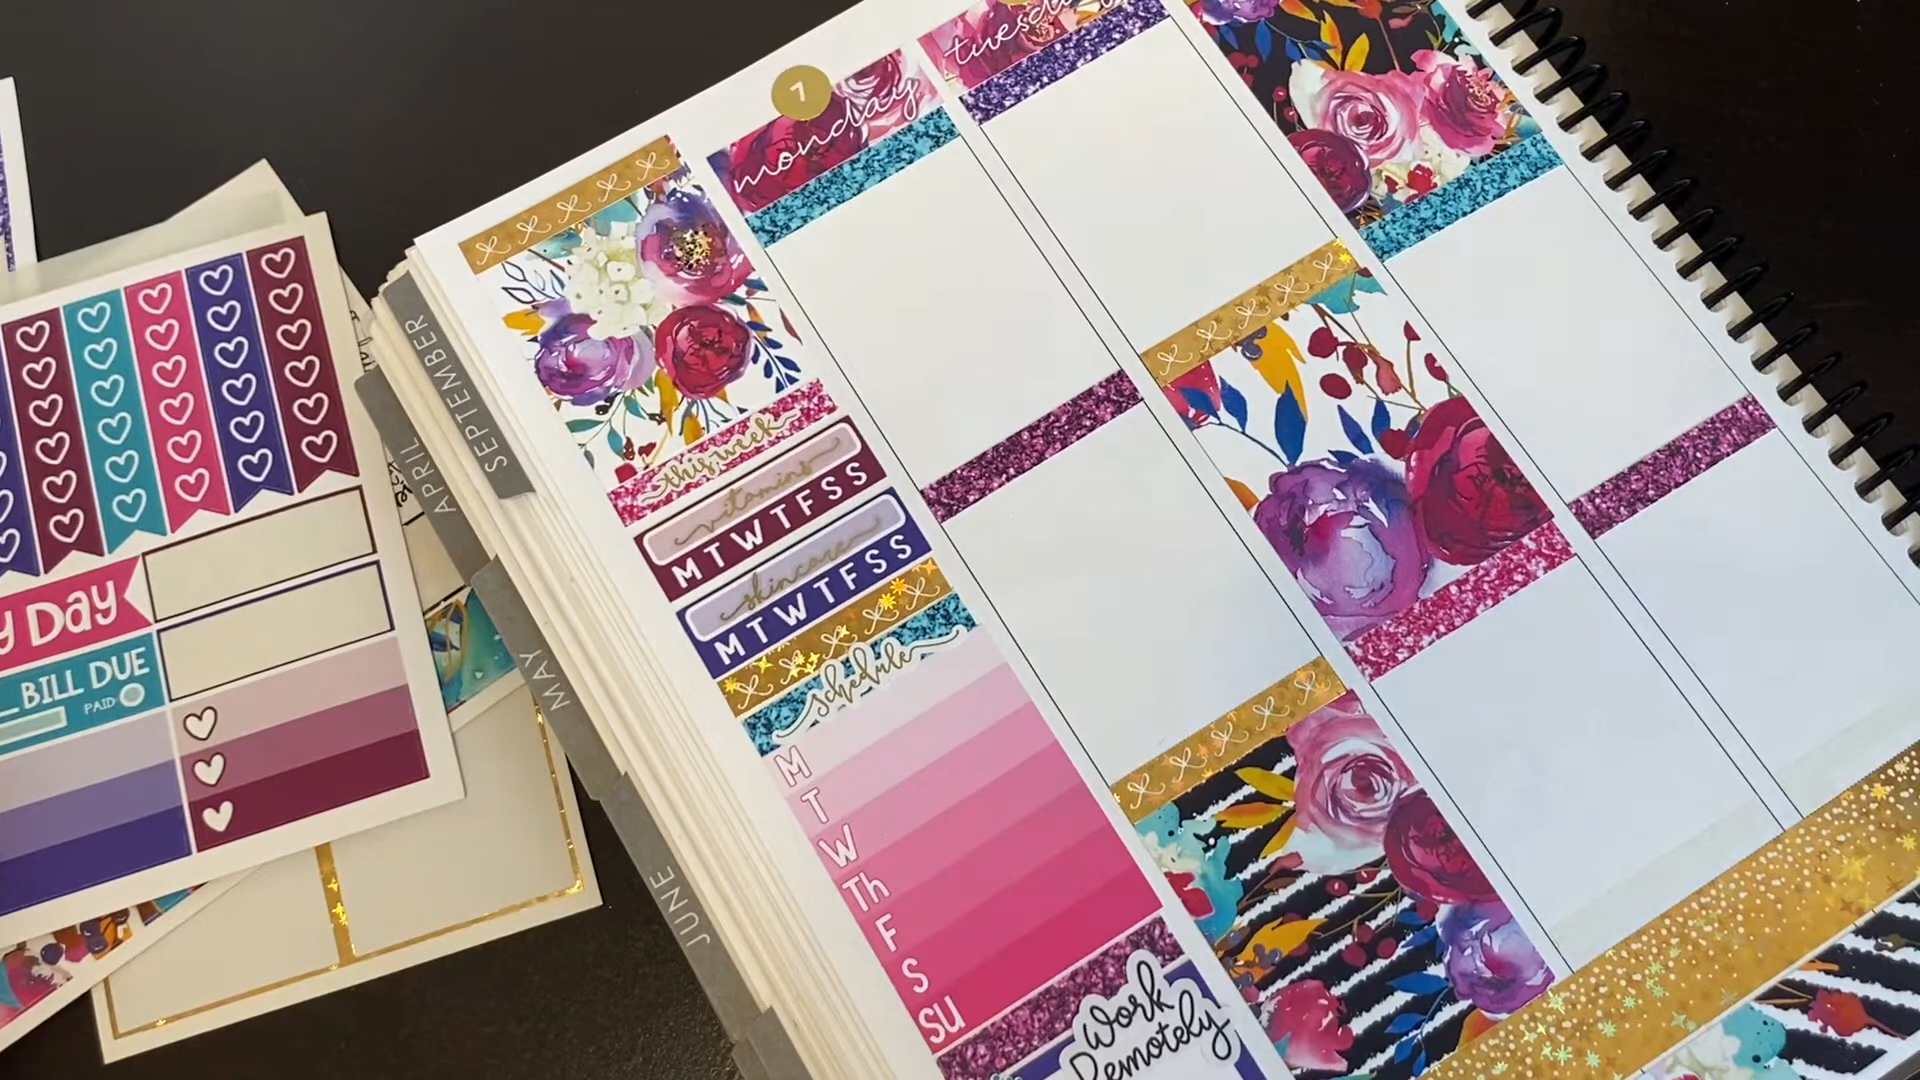 7
monday
tuesday
SEPTEMBER
APRIL
MAY
JUNE
this week
vitamins
M T W T F S S
skincare
M T W T F S S
schedule
M
T
W
Th
F
S
SU
Work
Remotely
Day
BILL DUE
PAID